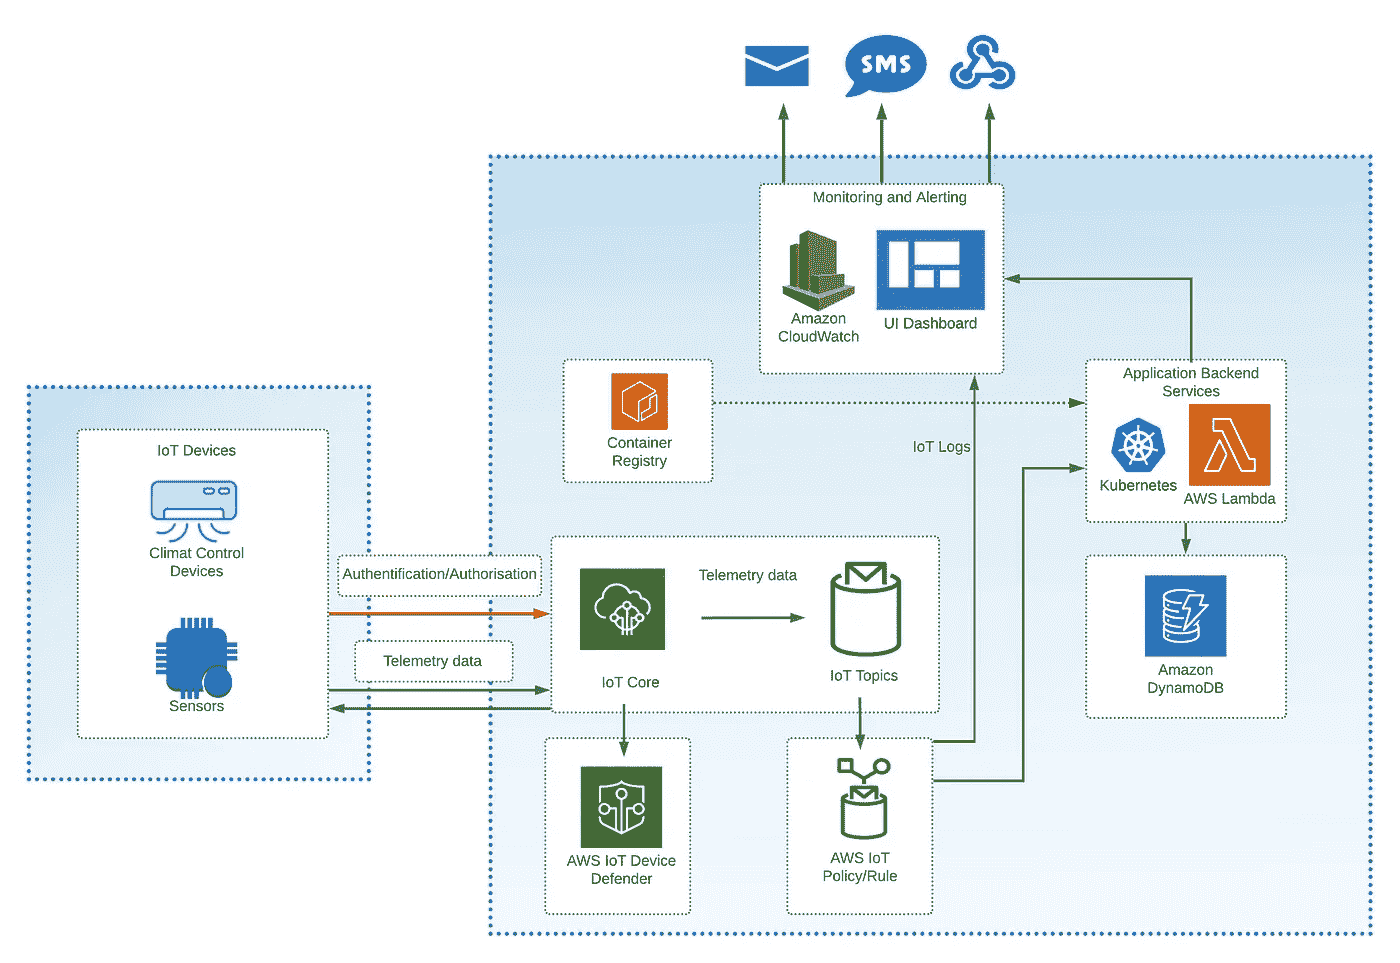 SMS
Monitoring and Alerting
Amazon
CloudWatch
UI Dashboard
Container
Registry
Application Backend
Services
Kubernetes
AWS Lambda
IoT Logs
IoT Devices
Climat Control
Devices
Sensors
Authentification/Authorisation
Telemetry data
IoT Core
Telemetry data
IoT Topics
Amazon
DynamoDB
AWS IoT Device
Defender
AWS IoT
Policy/Rule